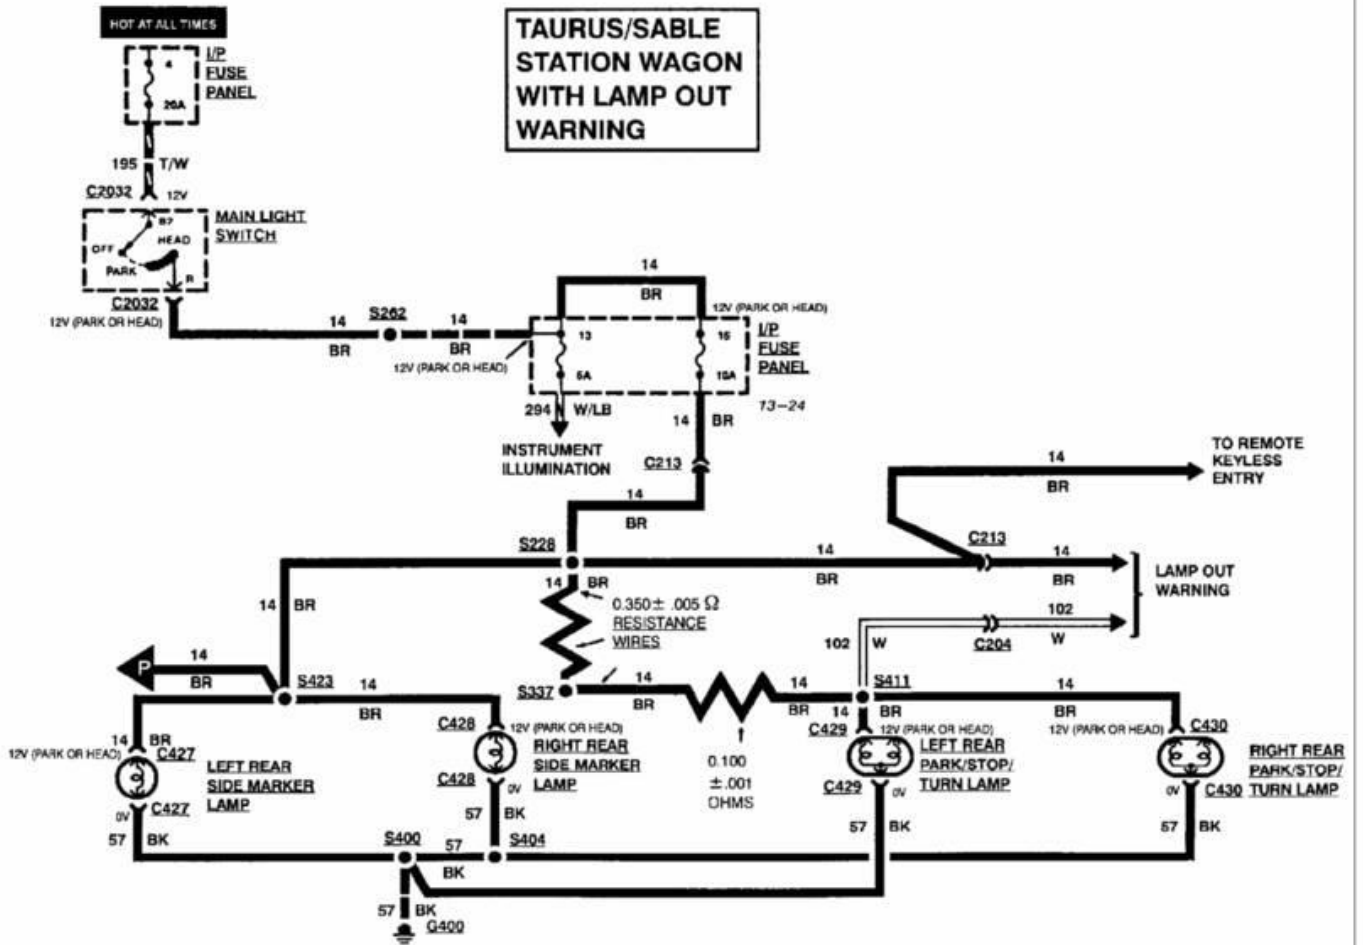 HOT AT ALL TIMES
TAURUS/SABLE
STATION WAGON
WITH LAMP OUT
WARNING
I/P
FUSE
PANEL
4
20A
195 T/W
C2032 12V
MAIN LIGHT
SWITCH
B7
OFF
HEAD
PARK
R
C2032
12V (PARK OR HEAD)
14
BR
S262
14
BR
12V (PARK OR HEAD)
14
BR
12V (PARK OR HEAD)
13
5A
15
10A
I/P
FUSE
PANEL
13-24
294 W/LB
INSTRUMENT
ILLUMINATION
14 BR
C213
14
BR
S228
14
BR
C213
14
BR
TO REMOTE
KEYLESS
ENTRY
14
BR
LAMP OUT
WARNING
102
W
C204
102 W
14 BR
0.350± .005 Ω
RESISTANCE
WIRES
14 BR
P
14
BR
S423
14
BR
S337
14
BR
0.100
±.001
OHMS
14
BR
S411
14 BR
14
BR
14 BR
12V (PARK OR HEAD)
C427
LEFT REAR
SIDE MARKER
LAMP
C427
0V
57 BK
C428
12V (PARK OR HEAD)
RIGHT REAR
SIDE MARKER
LAMP
C428
0V
57 BK
C429
12V (PARK OR HEAD)
LEFT REAR
PARK/STOP/
TURN LAMP
C429
0V
57 BK
12V (PARK OR HEAD)
C430
RIGHT REAR
PARK/STOP/
TURN LAMP
0V
C430
57 BK
S400
57
BK
S404
57 BK
G400